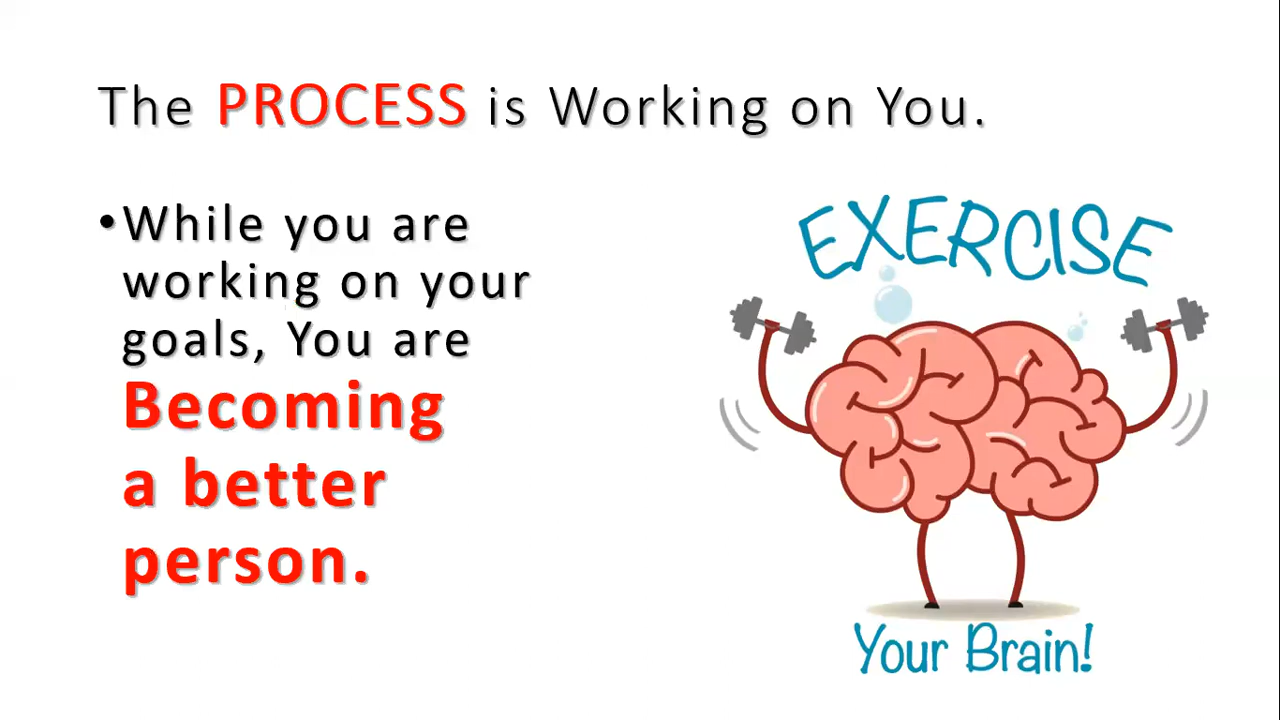 The PROCESS is Working on You.
•While you are
working on your
goals, You are
Becoming
a better
person.
EXERCISE
Your Brain!